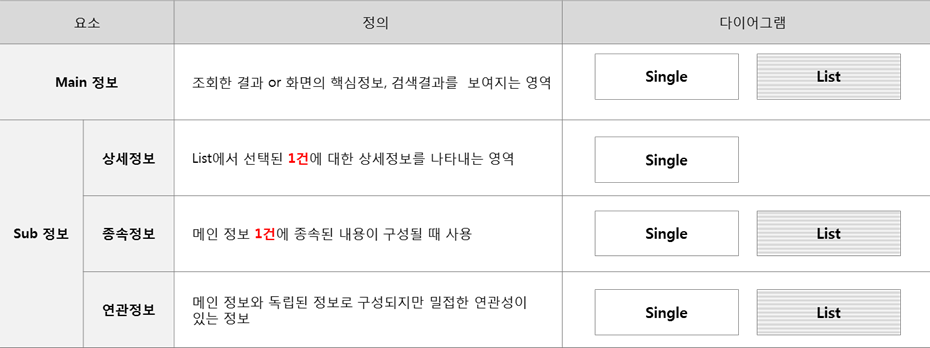 요소 정의 다이어그램
Main 정보 조회한 결과 or 화면의 핵심정보, 검색결과를 보여지는 영역 Single List
Sub 정보 상세정보 List에서 선택된 1건에 대한 상세정보를 나타내는 영역 Single
종속정보 메인 정보 1건에 종속된 내용이 구성될 때 사용 Single List
연관정보 메인 정보와 독립된 정보로 구성되지만 밀접한 연관성이
있는 정보 Single List